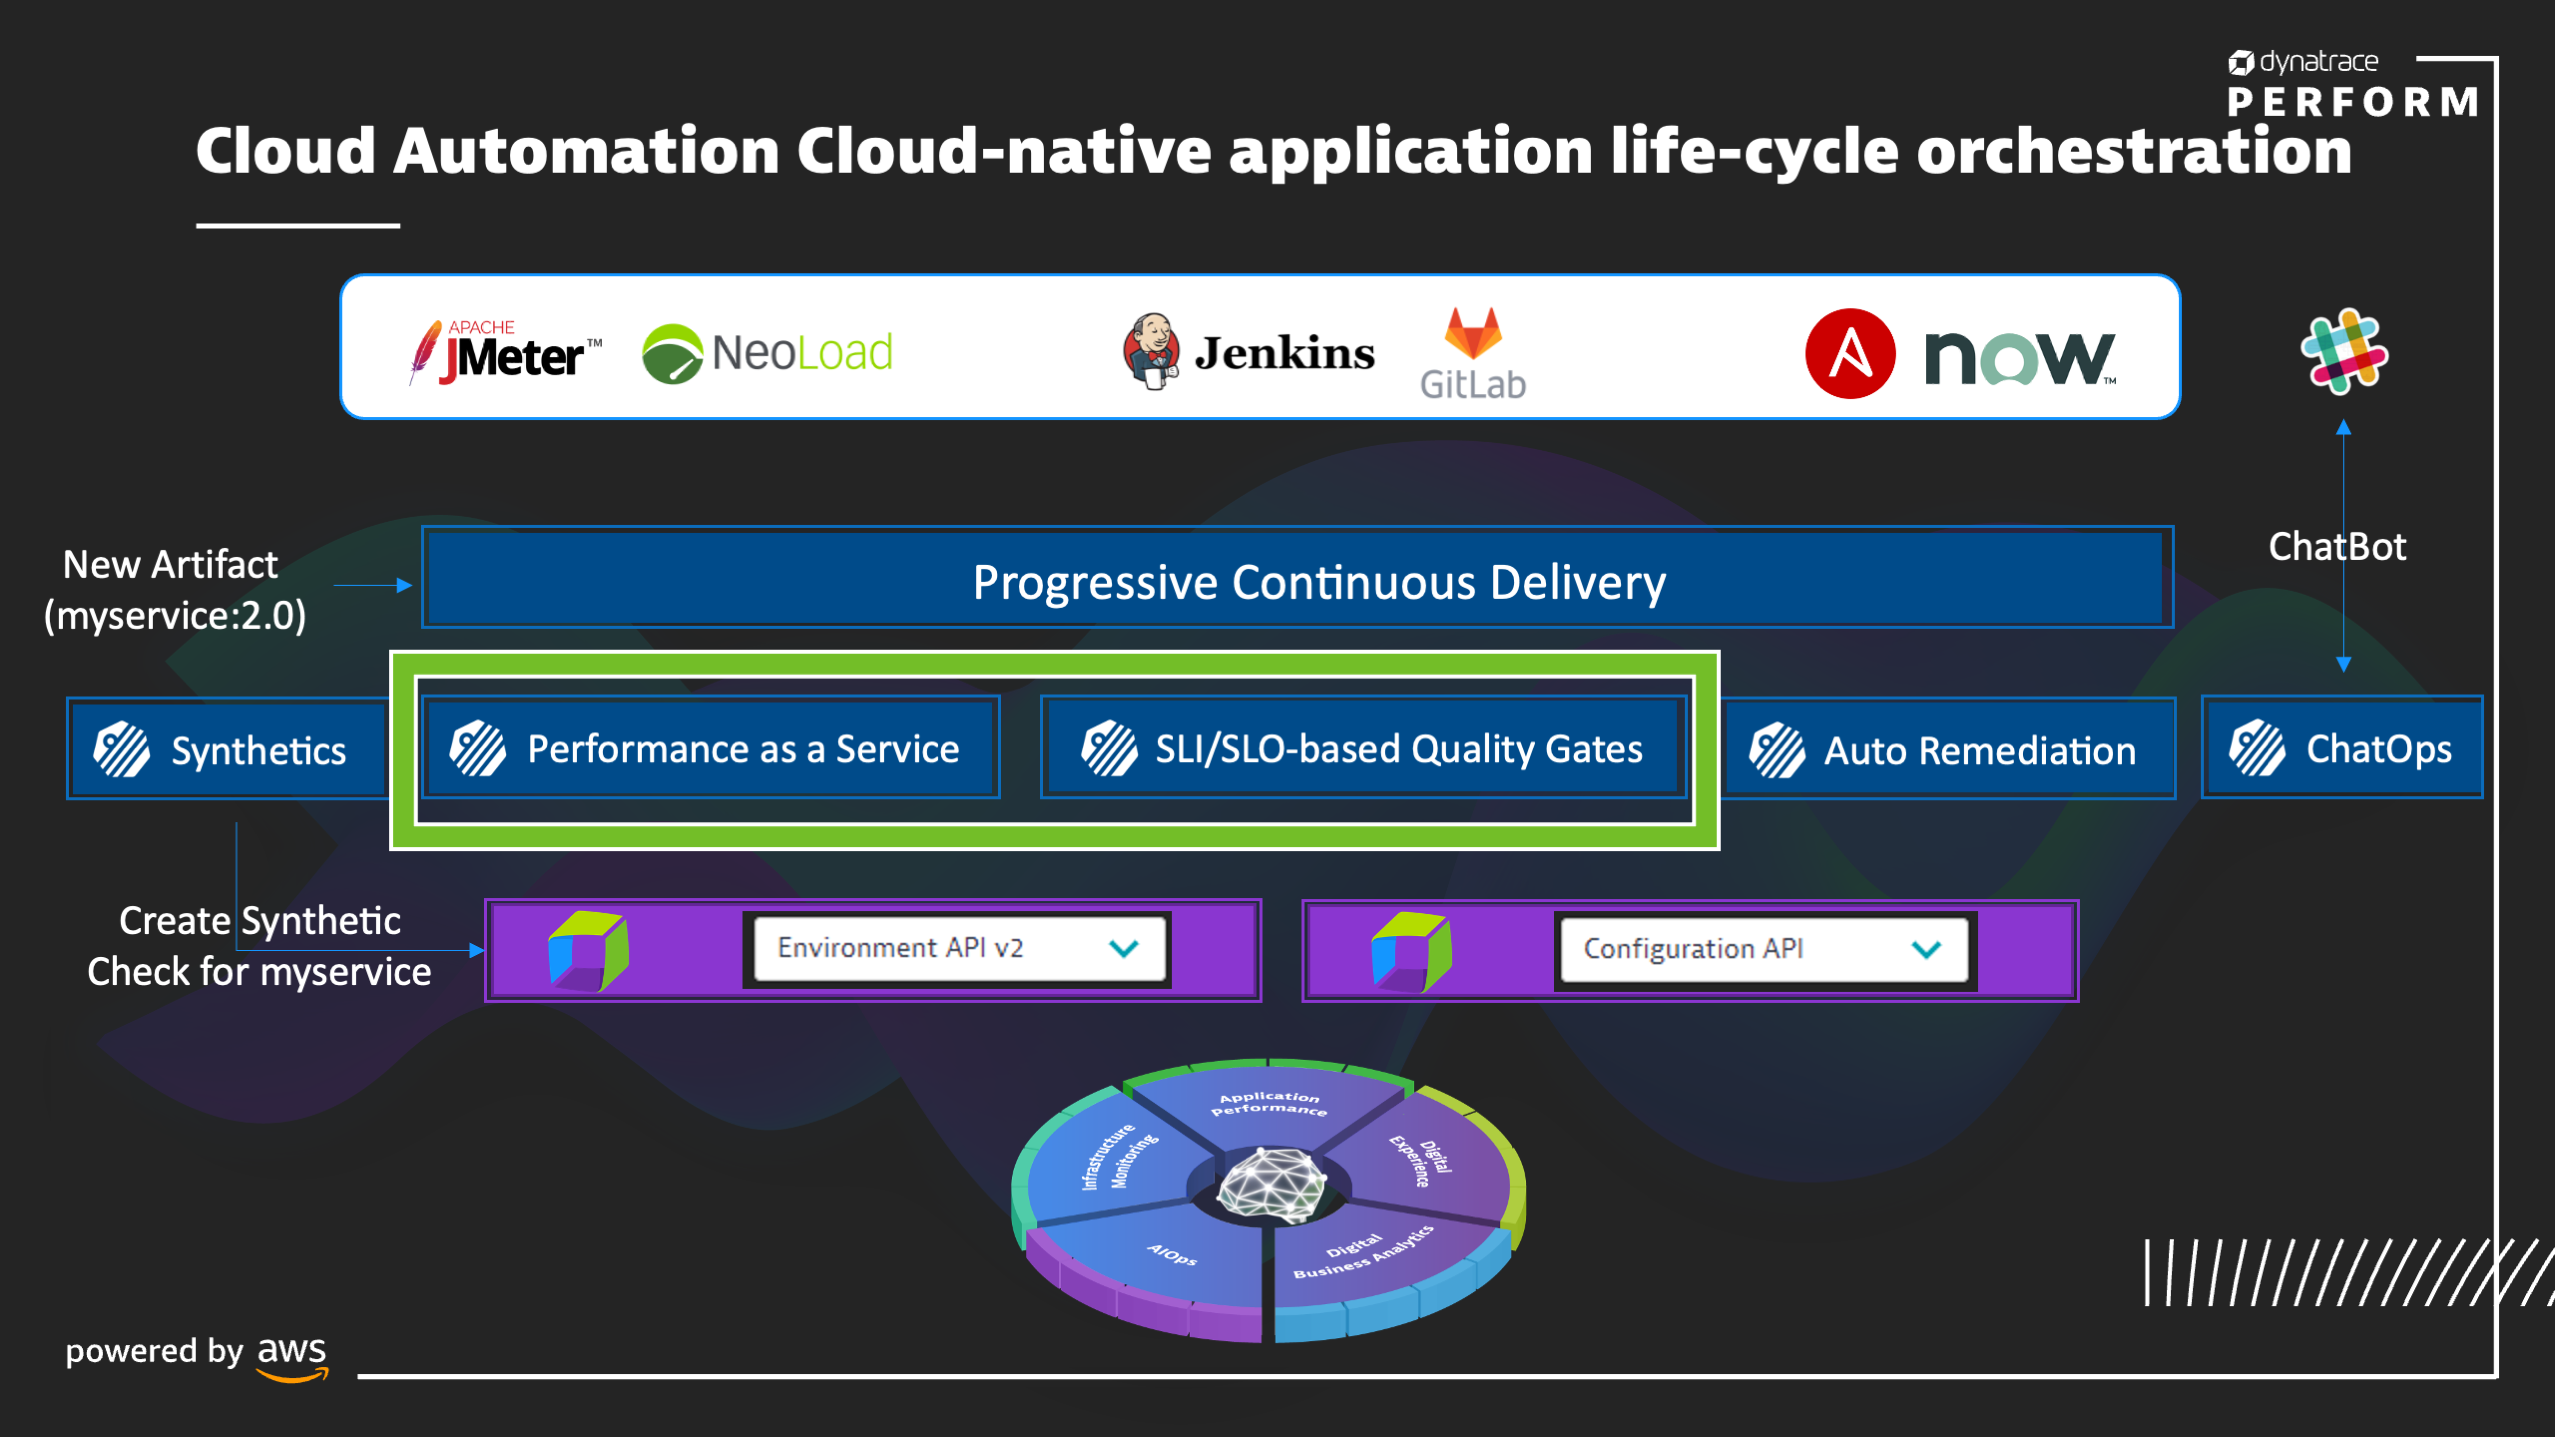 dynatrace
PERFORM
Cloud Automation Cloud-native application life-cycle orchestration
APACHE
JMeter™
NeoLoad
Jenkins
GitLab
now™
New Artifact
(myservice:2.0)
Progressive Continuous Delivery
ChatBot
Synthetics
Performance as a Service
SLI/SLO-based Quality Gates
Auto Remediation
ChatOps
Create Synthetic
Check for myservice
Environment API v2
Configuration API
Application
Performance
Infrastructure
Monitoring
Digital
Experience
AIOps
Digital
Business Analytics
powered by aws